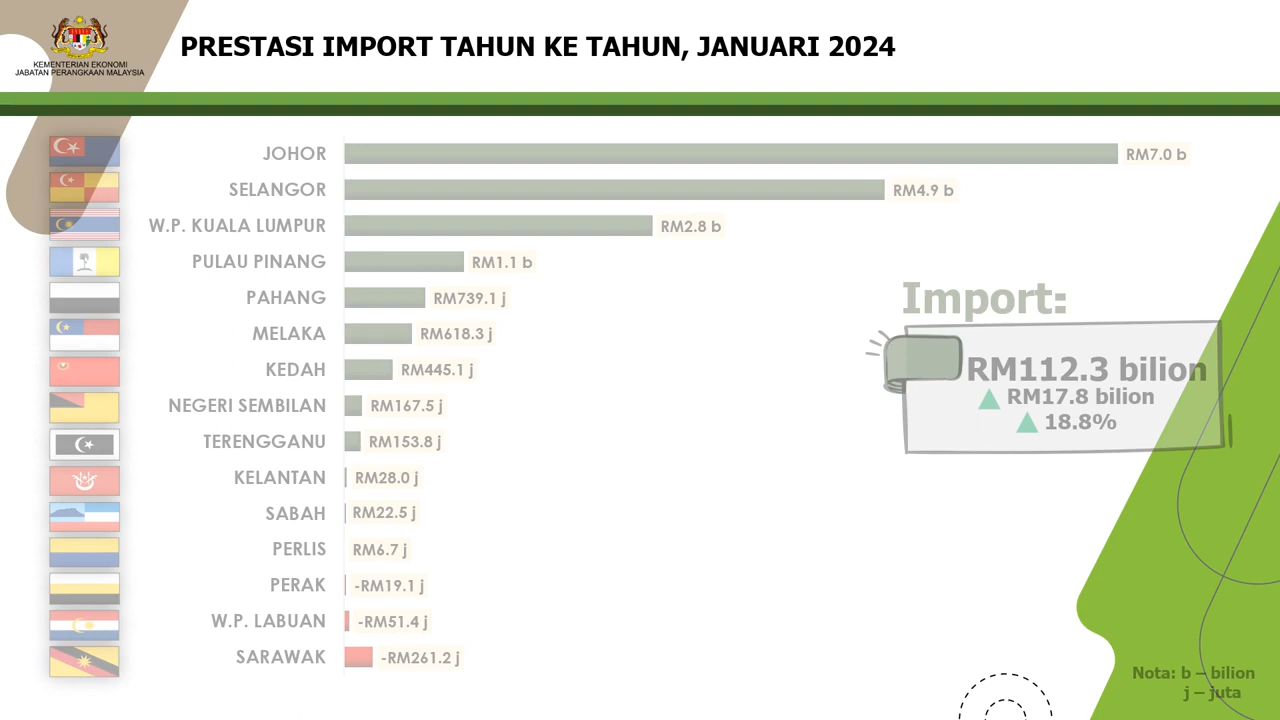 KEMENTERIAN EKONOMI
JABATAN PERANGKAAN MALAYSIA
PRESTASI IMPORT TAHUN KE TAHUN, JANUARI 2024
JOHOR RM7.0 b
SELANGOR RM4.9 b
W.P. KUALA LUMPUR RM2.8 b
PULAU PINANG RM1.1 b
PAHANG RM739.1 j
MELAKA RM618.3 j
KEDAH RM445.1 j
NEGERI SEMBILAN RM167.5 j
TERENGGANU RM153.8 j
KELANTAN RM28.0 j
SABAH RM22.5 j
PERLIS RM6.7 j
PERAK -RM19.1 j
W.P. LABUAN -RM51.4 j
SARAWAK -RM261.2 j
Import:
RM112.3 bilion
▲ RM17.8 bilion
▲ 18.8%
Nota: b – bilion
j – juta